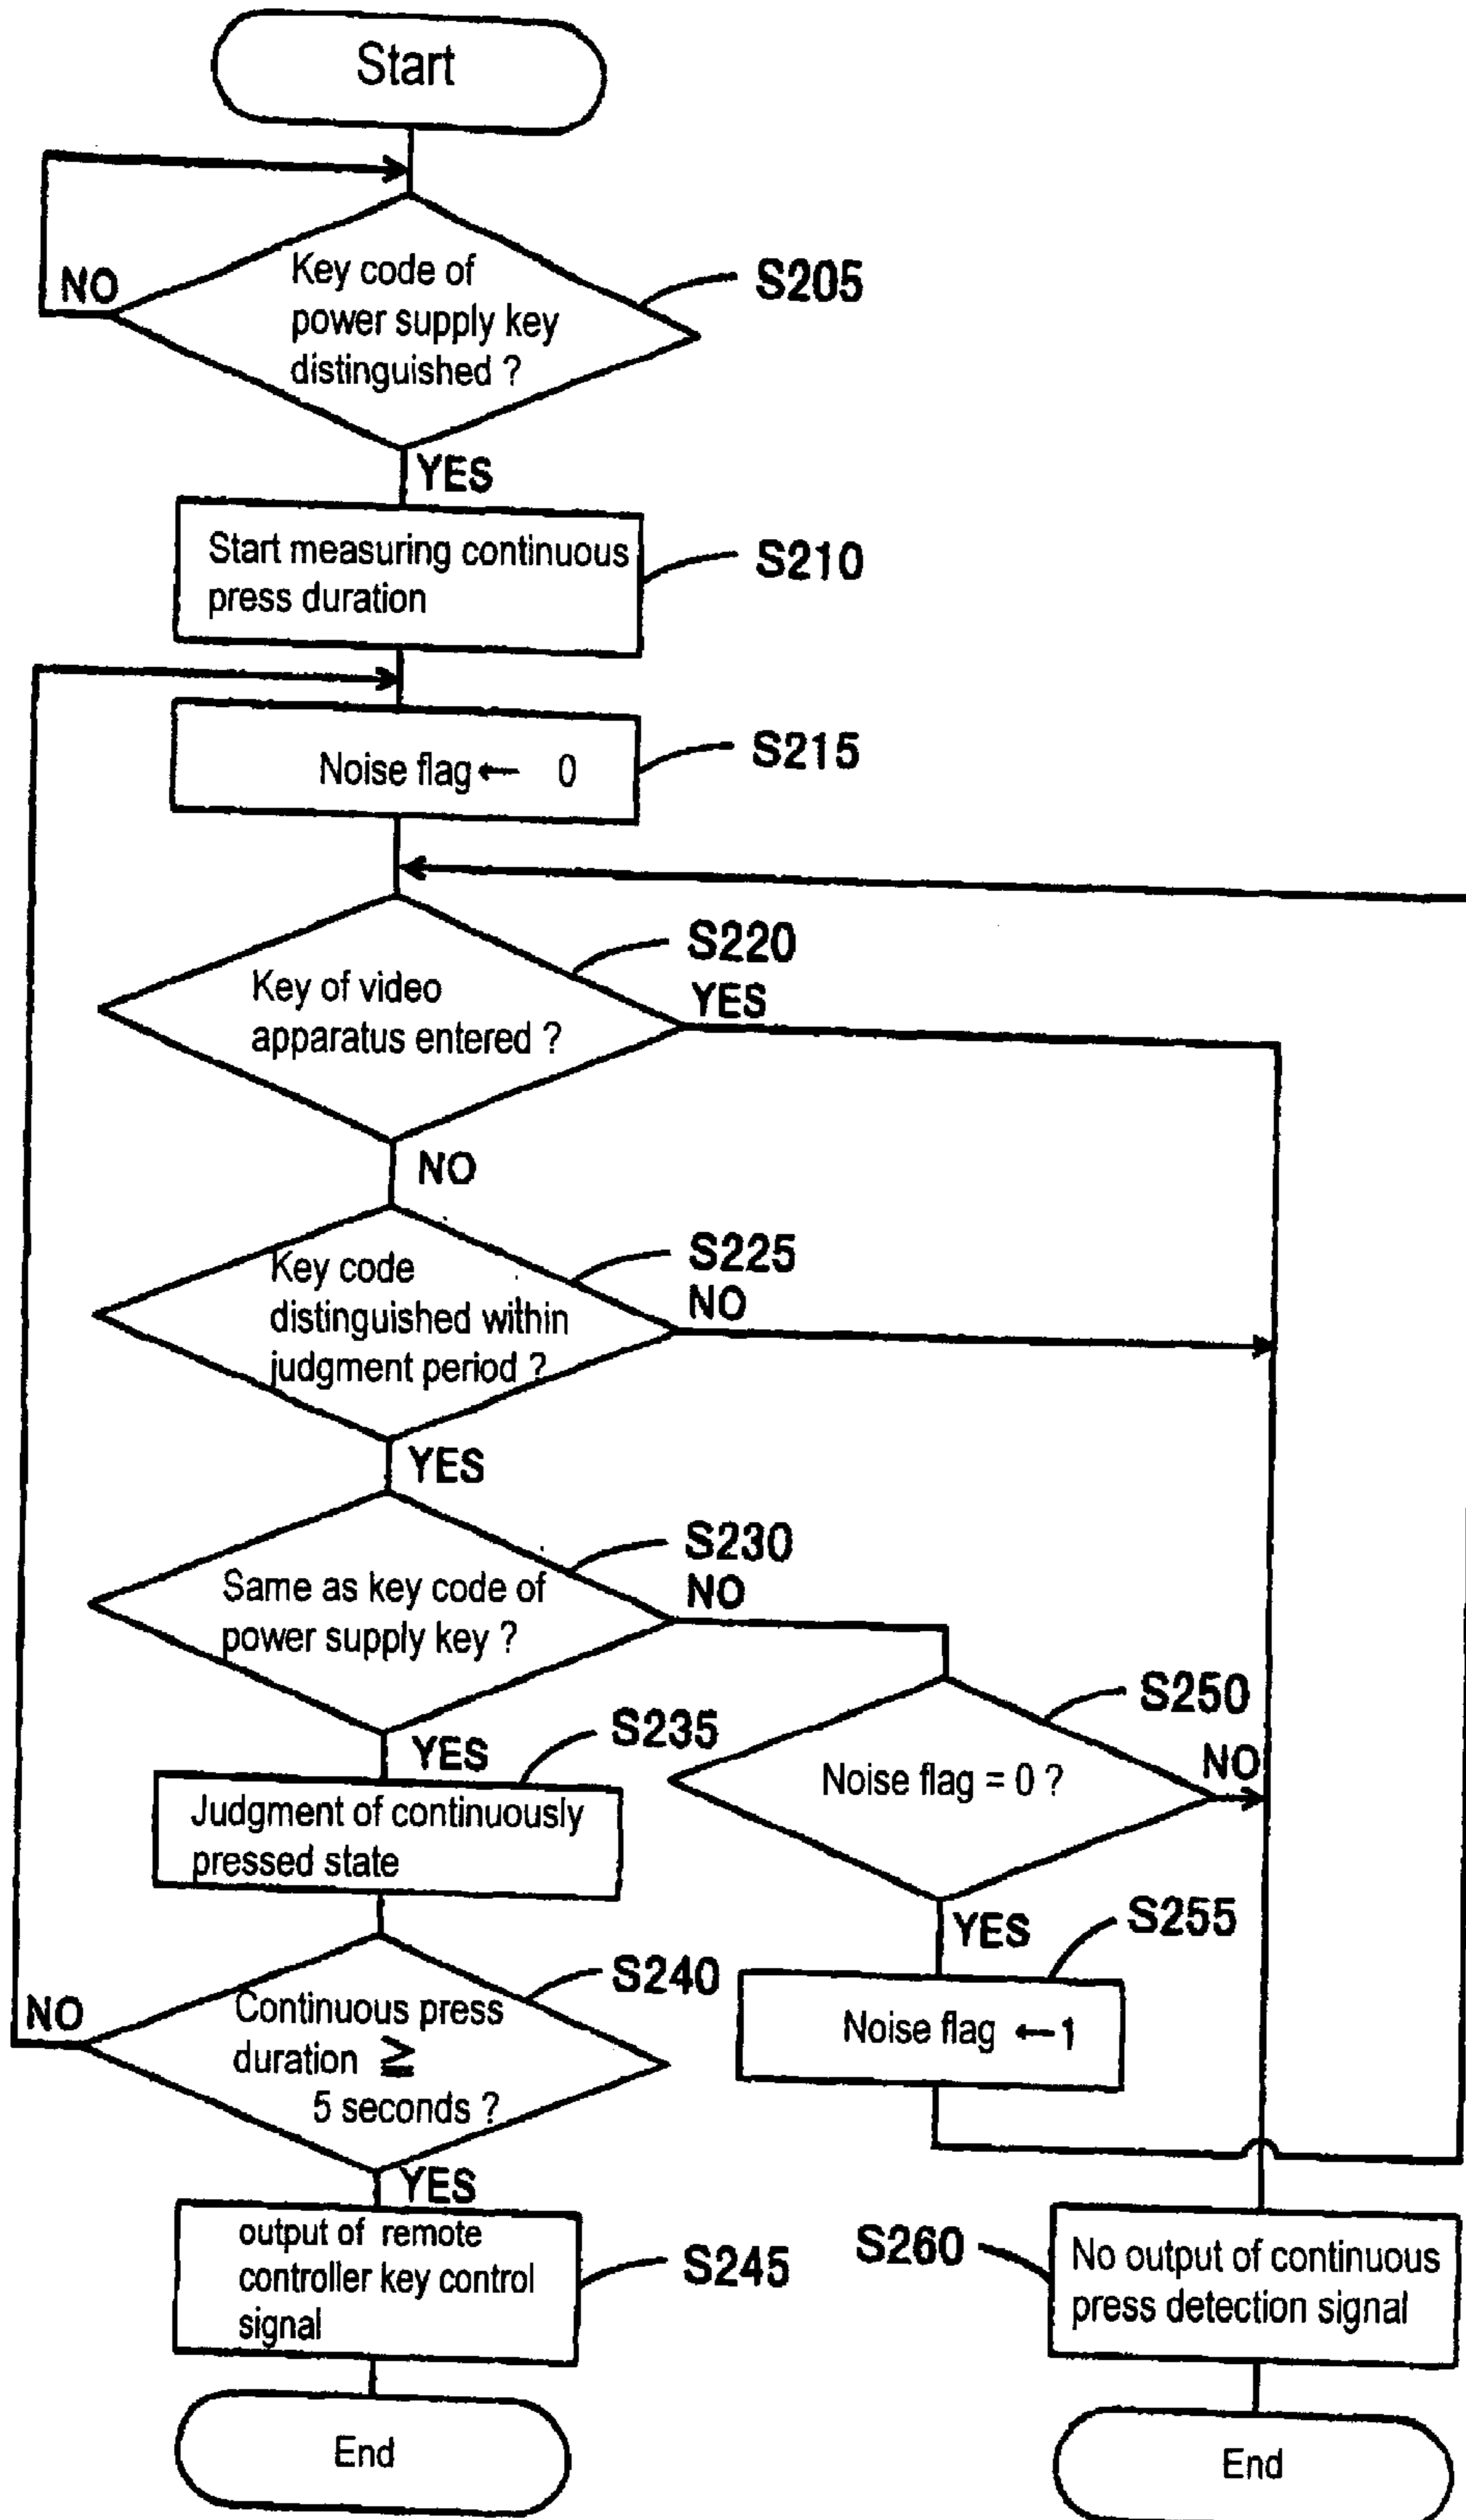 Start
NO
Key code of
power supply key
distinguished ?
S205
YES
Start measuring continuous
press duration
S210
Noise flag ← 0
S215
S220
Key of video
apparatus entered ?
YES
NO
S225
Key code
distinguished within
judgment period ?
NO
YES
S230
Same as key code of
power supply key ?
NO
S250
YES
S235
Noise flag = 0 ?
NO
Judgment of continuously
pressed state
YES
S255
S240
NO
Continuous press
duration ≧
5 seconds ?
Noise flag ←1
YES
output of remote
controller key control
signal
S245
S260
No output of continuous
press detection signal
End
End